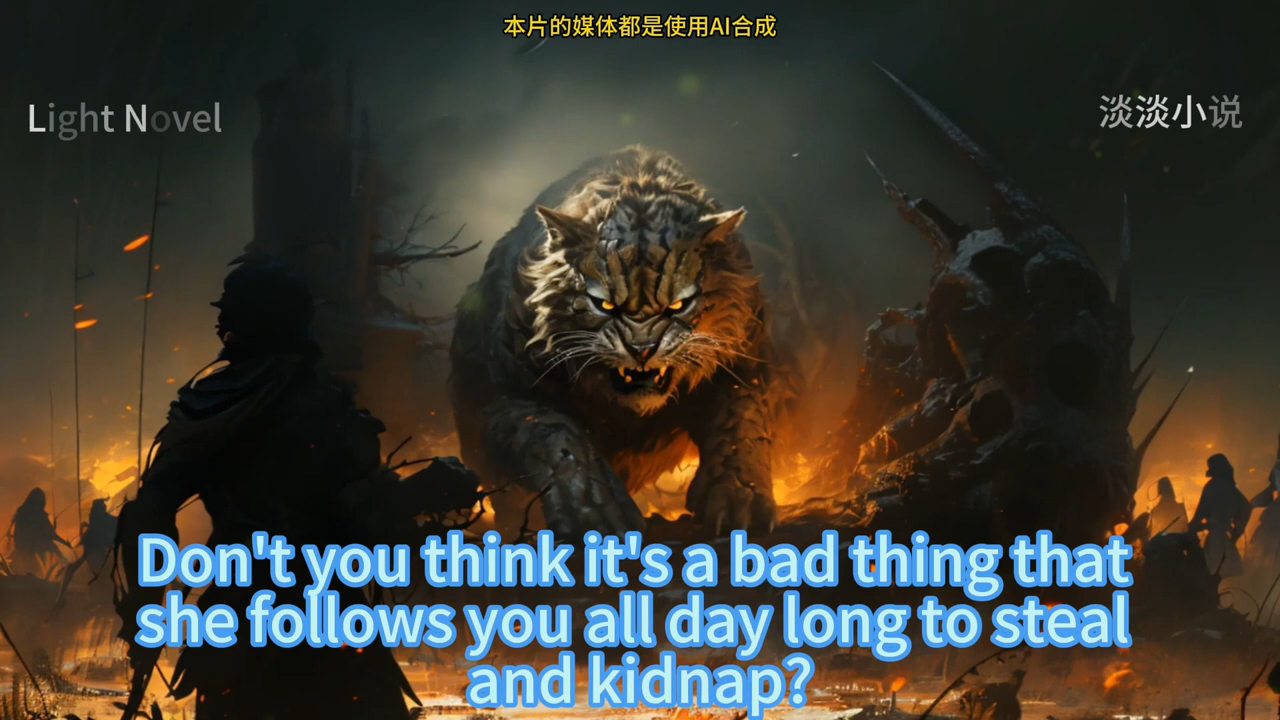 本片的媒体都是使用AI合成
Light Novel
淡淡小说
Don't you think it's a bad thing that
she follows you all day long to steal
and kidnap?